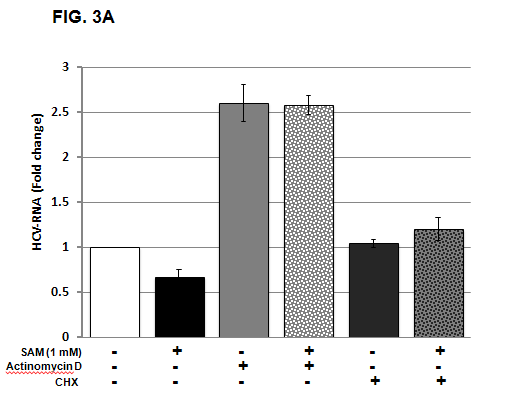 FIG. 3A
HCV-RNA (Fold change)
3
2.5
2
1.5
1
0.5
0
SAM (1 mM) - + - + - +
Actinomycin D - - + + - -
CHX - - - - + +